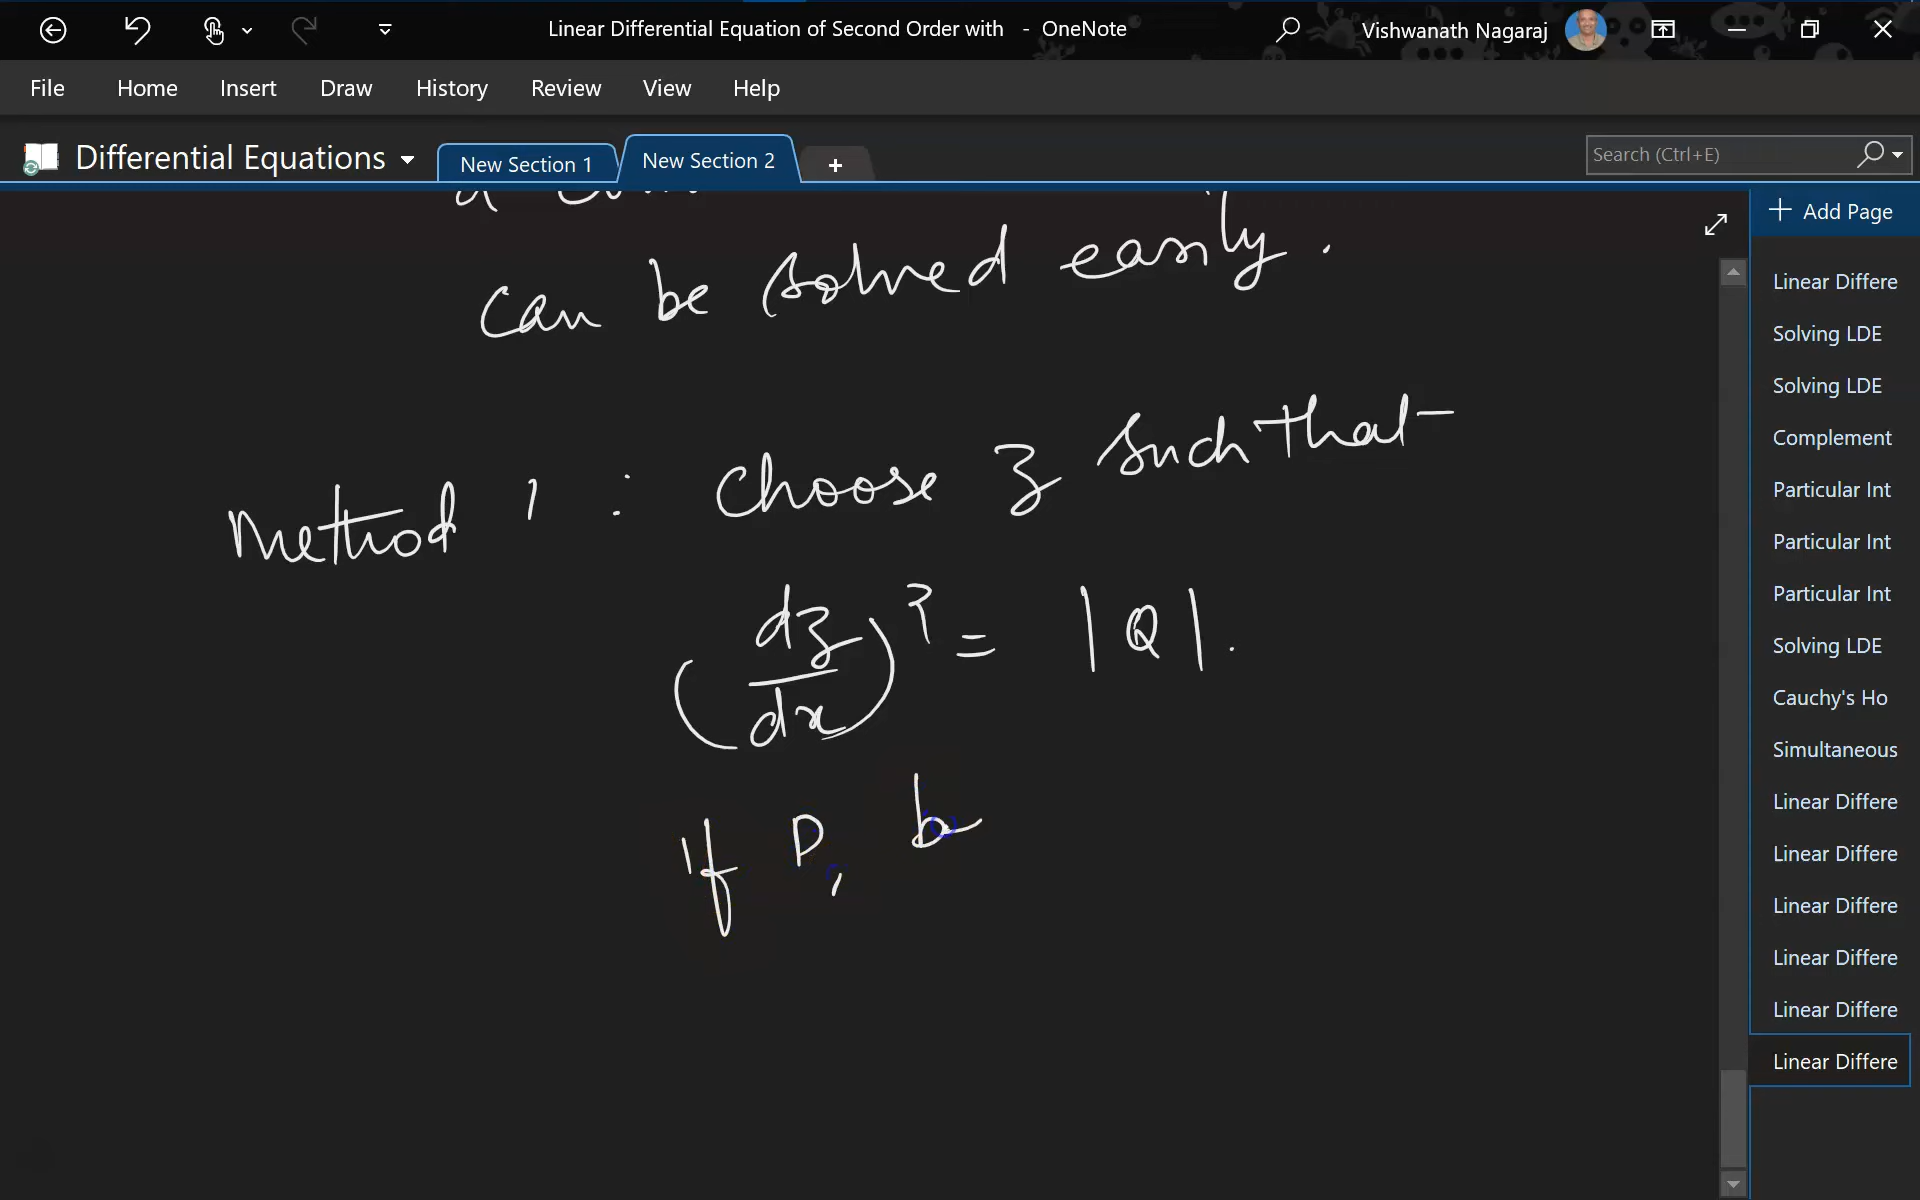 Linear Differential Equation of Second Order with - OneNote
Vishwanath Nagaraj
File Home Insert Draw History Review View Help
Differential Equations New Section 1 New Section 2 +
Search (Ctrl+E)
+ Add Page
can be solved easily.
Method 1 : Choose z such that
(dz/dx)² = |Q|.
If P, b
Linear Differe
Solving LDE
Solving LDE
Complement
Particular Int
Particular Int
Particular Int
Solving LDE
Cauchy's Ho
Simultaneous
Linear Differe
Linear Differe
Linear Differe
Linear Differe
Linear Differe
Linear Differe